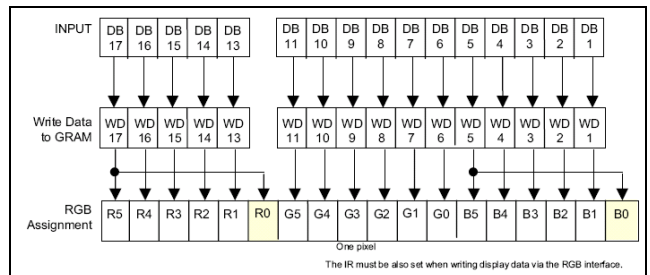 INPUT DB DB DB DB DB DB DB DB DB DB DB DB DB DB DB DB
17 16 15 14 13 11 10 9 8 7 6 5 4 3 2 1
Write Data WD WD WD WD WD WD WD WD WD WD WD WD WD WD WD WD
to GRAM 17 16 15 14 13 11 10 9 8 7 6 5 4 3 2 1
RGB
Assignment R5 R4 R3 R2 R1 R0 G5 G4 G3 G2 G1 G0 B5 B4 B3 B2 B1 B0
One pixel
The IR must be also set when writing display data via the RGB interface.